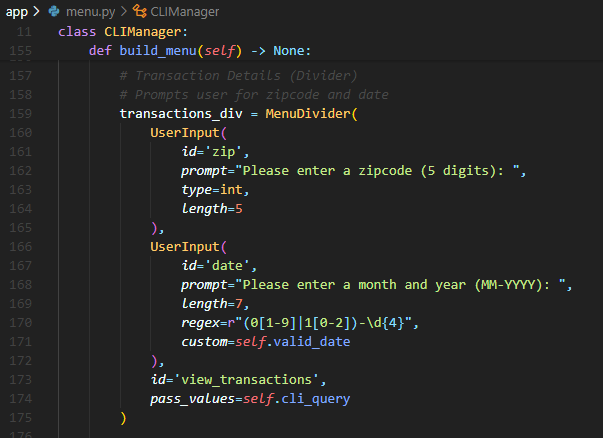 app > menu.py > CLIManager
11 class CLIManager:
155     def build_menu(self) -> None:
157         # Transaction Details (Divider)
158         # Prompts user for zipcode and date
159         transactions_div = MenuDivider(
160             UserInput(
161                 id='zip',
162                 prompt="Please enter a zipcode (5 digits): ",
163                 type=int,
164                 length=5
165             ),
166             UserInput(
167                 id='date',
168                 prompt="Please enter a month and year (MM-YYYY): ",
169                 length=7,
170                 regex=r"(0[1-9]|1[0-2])-\d{4}",
171                 custom=self.valid_date
172             ),
173             id='view_transactions',
174             pass_values=self.cli_query
175         )
176